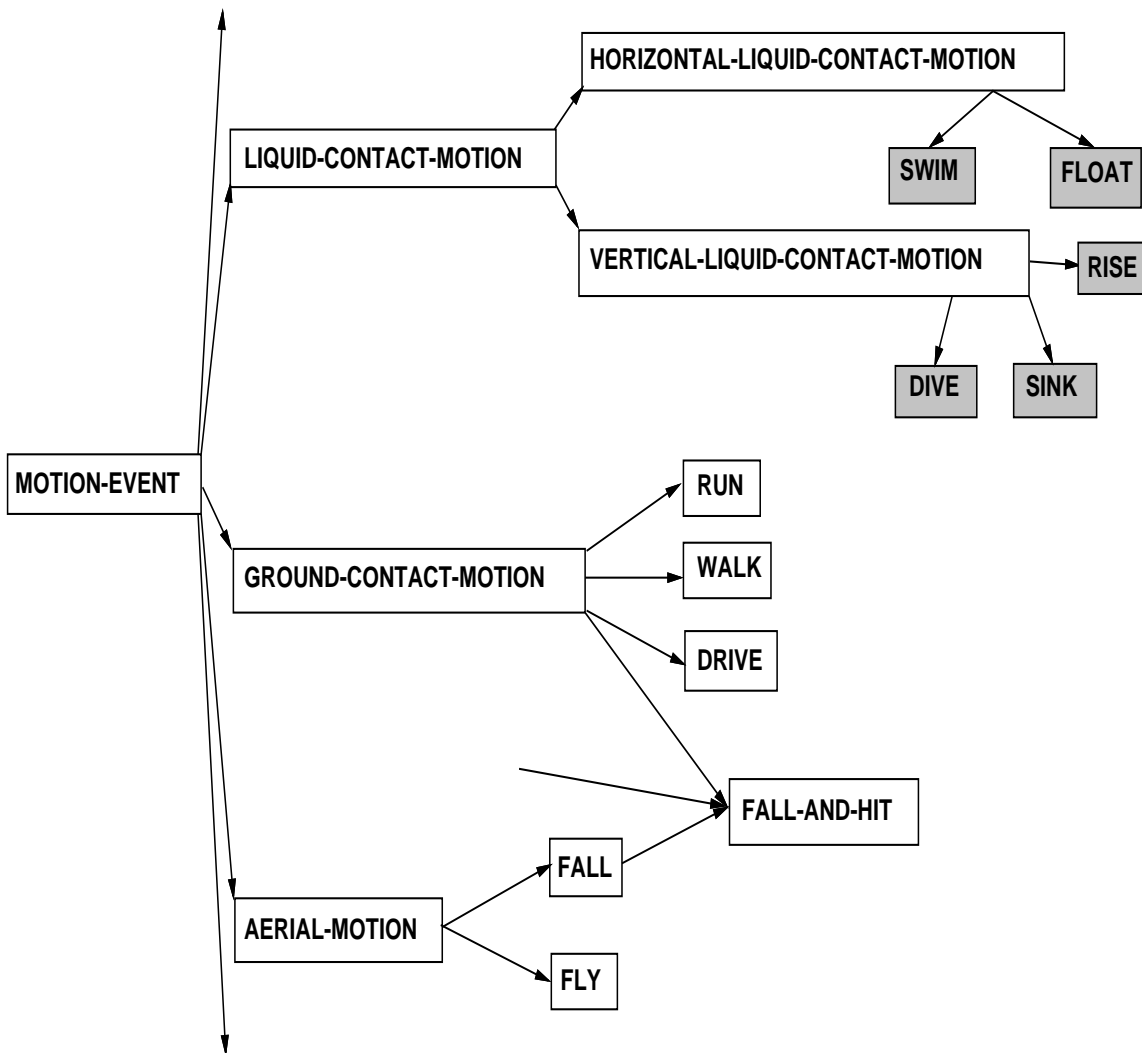 HORIZONTAL-LIQUID-CONTACT-MOTION
LIQUID-CONTACT-MOTION
SWIM
FLOAT
VERTICAL-LIQUID-CONTACT-MOTION
RISE
DIVE
SINK
MOTION-EVENT
RUN
GROUND-CONTACT-MOTION
WALK
DRIVE
FALL-AND-HIT
FALL
AERIAL-MOTION
FLY